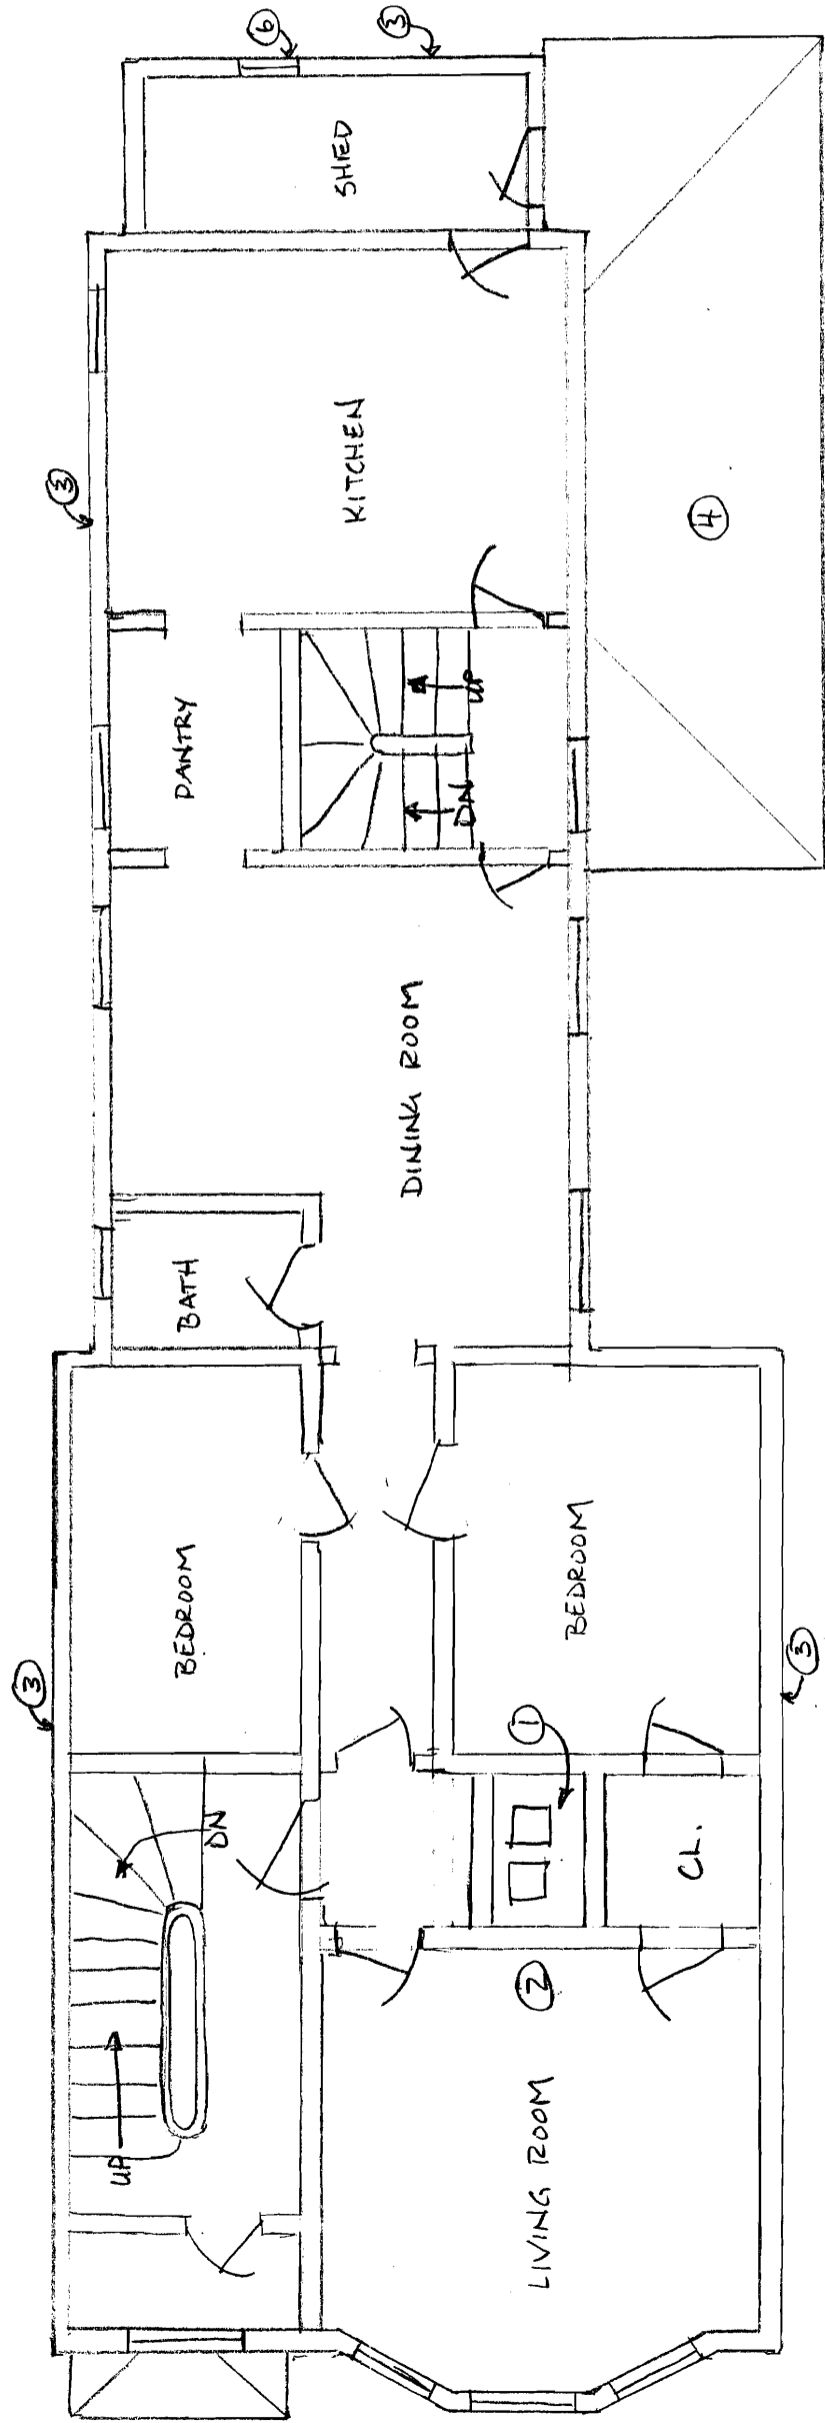 ⑥
③
SHED
③
KITCHEN
④
PANTRY
UP
DN
DINING ROOM
BATH
BEDROOM
BEDROOM
③
③
①
DN
CL.
UP
②
LIVING ROOM